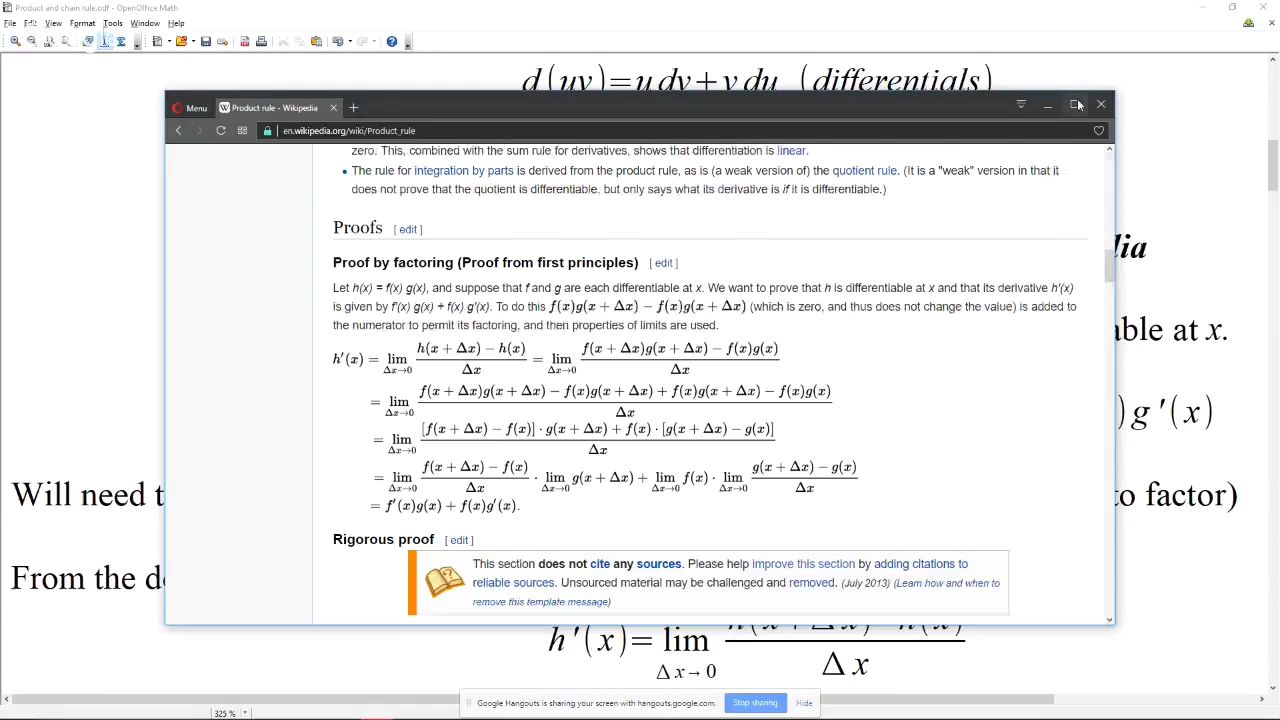 Product and chain rule.odf - OpenOffice Math
File Edit View Format Tools Window Help
d(uv)=u dv+v du (differentials)
Menu
Product rule - Wikipedia
en.wikipedia.org/wiki/Product_rule
zero. This, combined with the sum rule for derivatives, shows that differentiation is linear.
• The rule for integration by parts is derived from the product rule, as is (a weak version of) the quotient rule. (It is a "weak" version in that it
does not prove that the quotient is differentiable, but only says what its derivative is if it is differentiable.)
Proofs [ edit ]
Proof by factoring (Proof from first principles) [ edit ]
Let h(x) = f(x) g(x), and suppose that f and g are each differentiable at x. We want to prove that h is differentiable at x and that its derivative h'(x)
is given by f'(x) g(x) + f(x) g'(x). To do this f(x)g(x + Δx) − f(x)g(x + Δx) (which is zero, and thus does not change the value) is added to
the numerator to permit its factoring, and then properties of limits are used.
h′(x) = lim Δx→0 h(x + Δx) − h(x) / Δx = lim Δx→0 f(x + Δx)g(x + Δx) − f(x)g(x) / Δx
= lim Δx→0 f(x + Δx)g(x + Δx) − f(x)g(x + Δx) + f(x)g(x + Δx) − f(x)g(x) / Δx
= lim Δx→0 [f(x + Δx) − f(x)] · g(x + Δx) + f(x) · [g(x + Δx) − g(x)] / Δx
= lim Δx→0 f(x + Δx) − f(x) / Δx · lim Δx→0 g(x + Δx) + lim Δx→0 f(x) · lim Δx→0 g(x + Δx) − g(x) / Δx
= f′(x)g(x) + f(x)g′(x).
Rigorous proof [ edit ]
This section does not cite any sources. Please help improve this section by adding citations to
reliable sources. Unsourced material may be challenged and removed. (July 2013) (Learn how and when to
remove this template message)
dia
able at x.
) g '(x)
Will need t
to factor)
From the d
h '(x)= lim Δ x→0 h(x+Δ x)−h(x) / Δ x
Google Hangouts is sharing your screen with hangouts.google.com.
Stop sharing
Hide
325 %